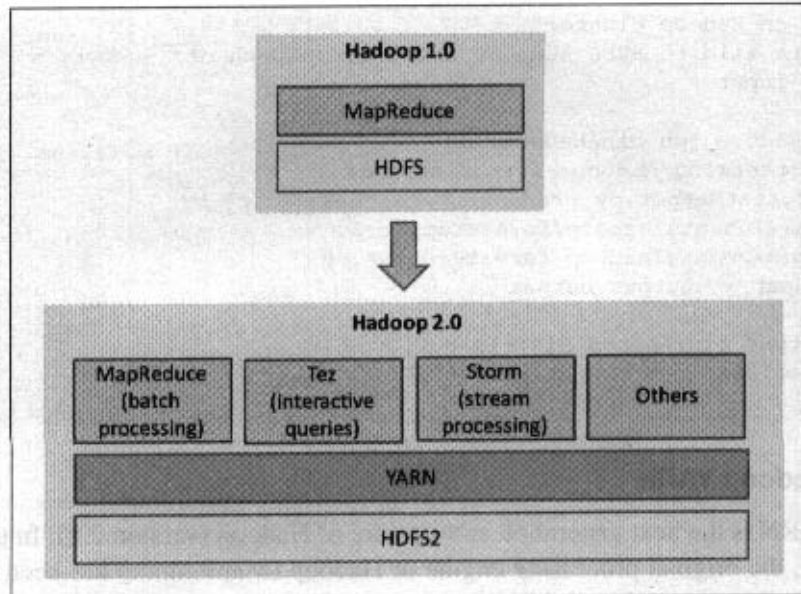 Hadoop 1.0
MapReduce
HDFS
Hadoop 2.0
MapReduce
(batch
processing)
Tez
(interactive
queries)
Storm
(stream
processing)
Others
YARN
HDFS2